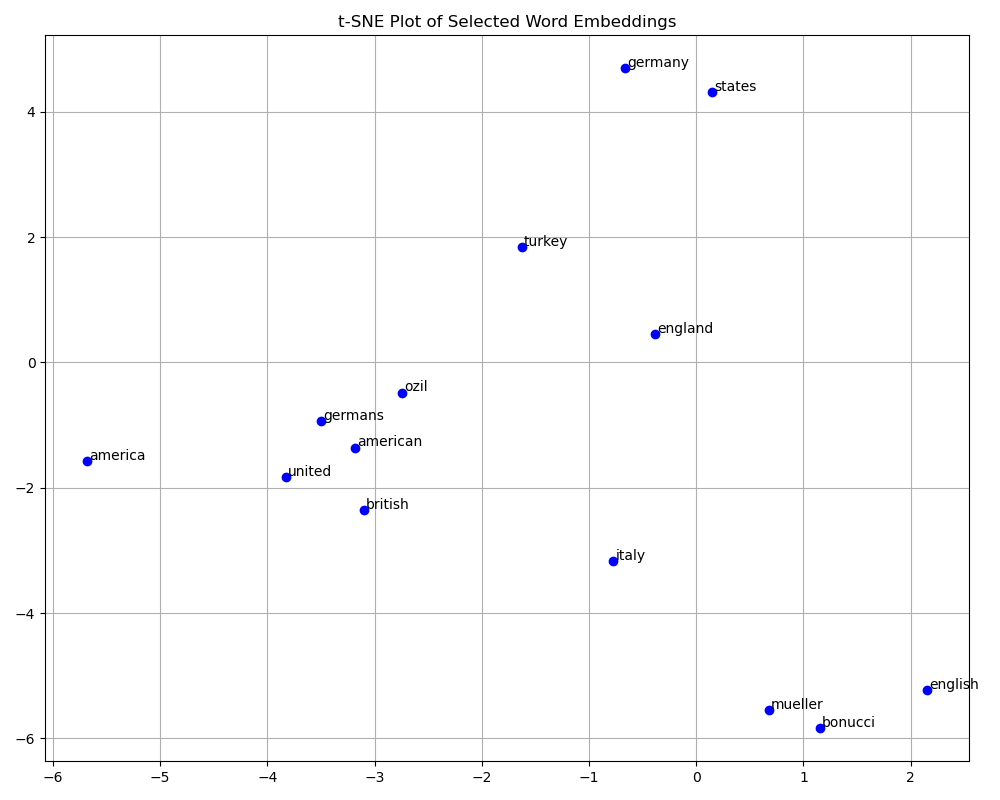 t-SNE Plot of Selected Word Embeddings
germany
states
4
turkey
2
england
0
ozil
germans
american
america
united
−2
british
italy
−4
english
mueller
bonucci
−6
−6 −5 −4 −3 −2 −1 0 1 2